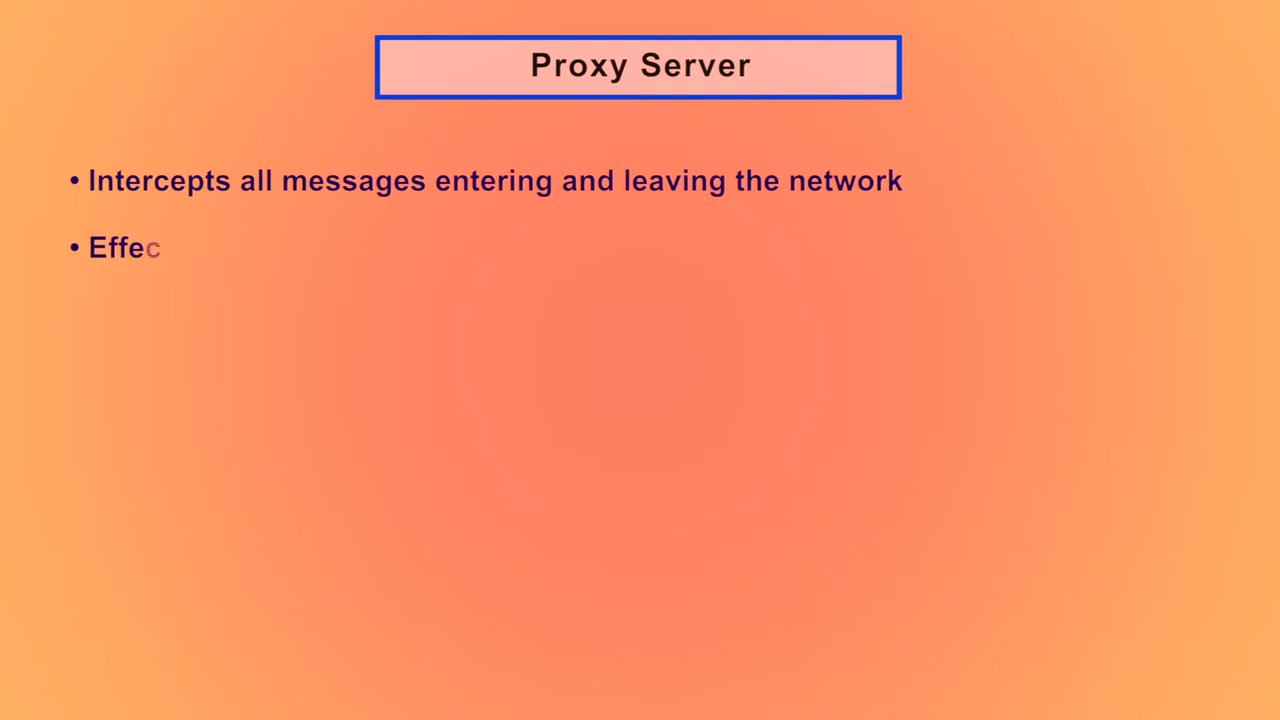 Proxy Server
• Intercepts all messages entering and leaving the network
• Effec